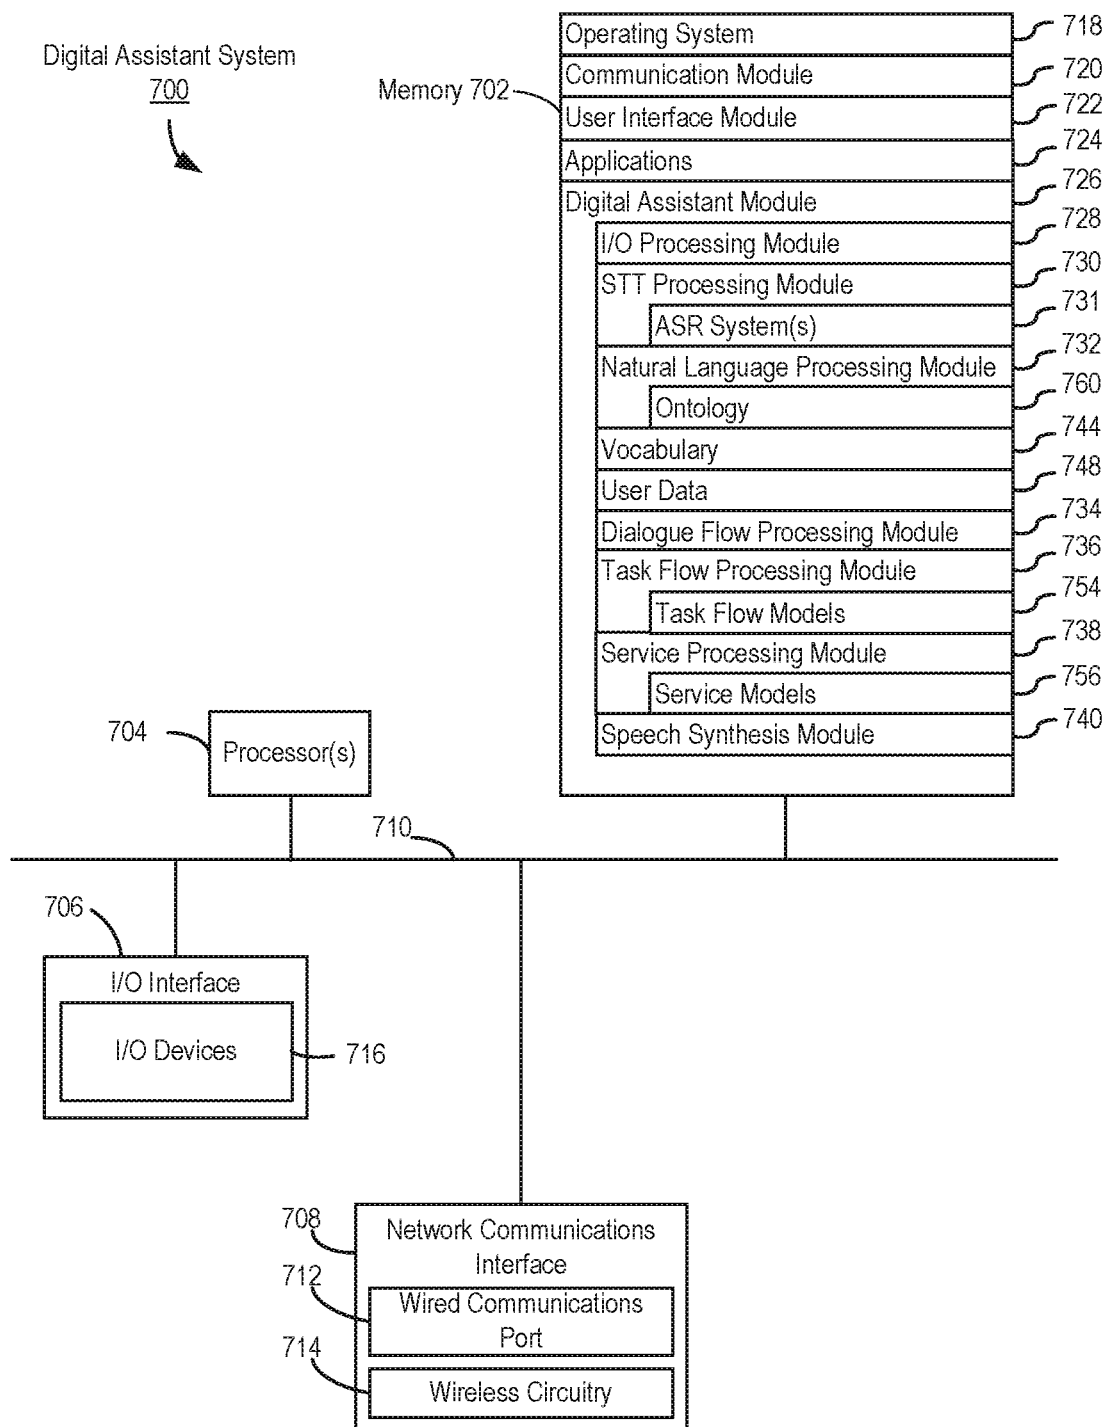 Digital Assistant System
700
Memory 702
Operating System 718
Communication Module 720
User Interface Module 722
Applications 724
Digital Assistant Module 726
I/O Processing Module 728
STT Processing Module 730
ASR System(s) 731
Natural Language Processing Module 732
Ontology 760
Vocabulary 744
User Data 748
Dialogue Flow Processing Module 734
Task Flow Processing Module 736
Task Flow Models 754
Service Processing Module 738
Service Models 756
Speech Synthesis Module 740
704
Processor(s)
710
706
I/O Interface
I/O Devices
716
708
Network Communications
Interface
712
Wired Communications
Port
714
Wireless Circuitry